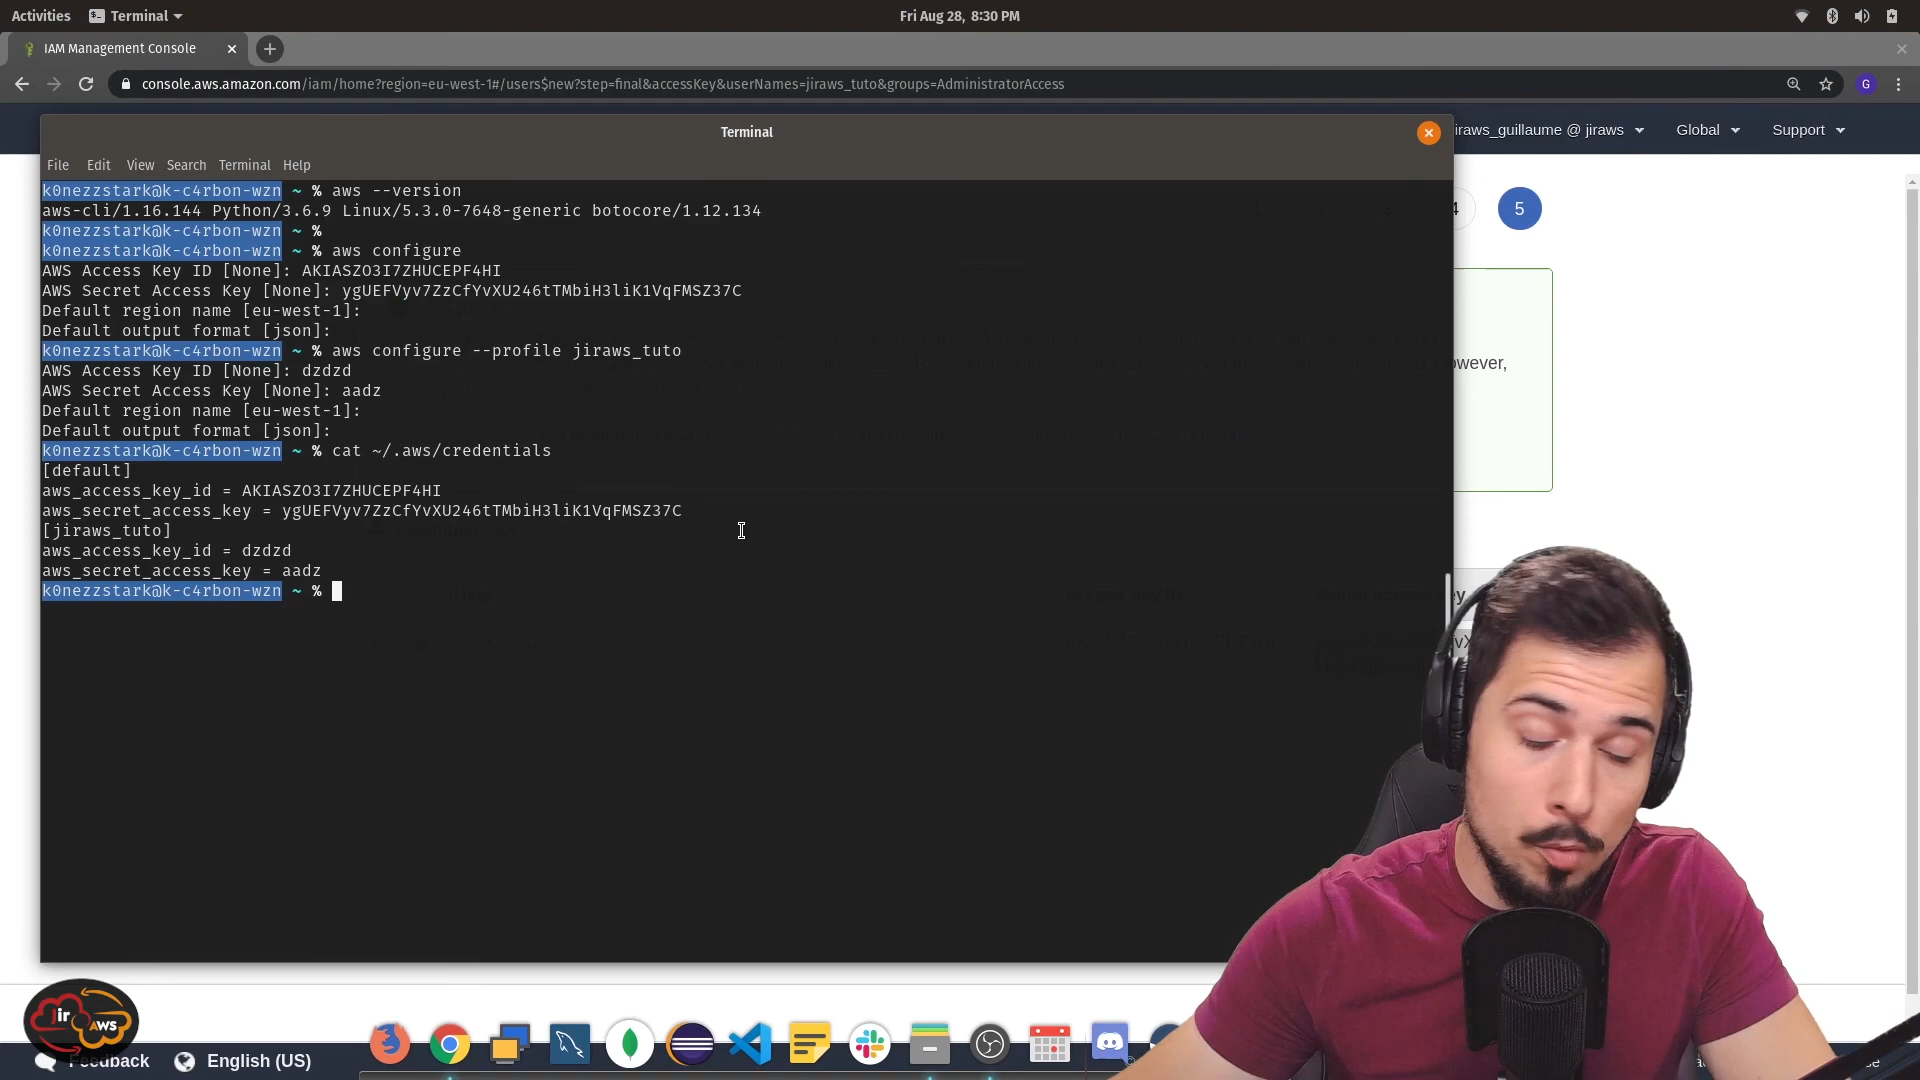 Activities
Terminal
Fri Aug 28, 8:30 PM
IAM Management Console
console.aws.amazon.com/iam/home?region=eu-west-1#/users$new?step=final&accessKey&userNames=jiraws_tuto&groups=AdministratorAccess
G
Terminal
iraws_guillaume @ jiraws
Global
Support
File Edit View Search Terminal Help
k0nezzstark@k-c4rbon-wzn ~ % aws --version
aws-cli/1.16.144 Python/3.6.9 Linux/5.3.0-7648-generic botocore/1.12.134
k0nezzstark@k-c4rbon-wzn ~ %
k0nezzstark@k-c4rbon-wzn ~ % aws configure
AWS Access Key ID [None]: AKIASZO3I7ZHUCEPF4HI
AWS Secret Access Key [None]: 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
Default region name [eu-west-1]:
Default output format [json]:
k0nezzstark@k-c4rbon-wzn ~ % aws configure --profile jiraws_tuto
AWS Access Key ID [None]: dzdzd
AWS Secret Access Key [None]: aadz
Default region name [eu-west-1]:
Default output format [json]:
k0nezzstark@k-c4rbon-wzn ~ % cat ~/.aws/credentials
[default]
aws_access_key_id = AKIASZO3I7ZHUCEPF4HI
aws_secret_access_key = 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
[jiraws_tuto]
aws_access_key_id = dzdzd
aws_secret_access_key = aadz
k0nezzstark@k-c4rbon-wzn ~ %
4
5
owever,
jir AWS
Feedback
English (US)